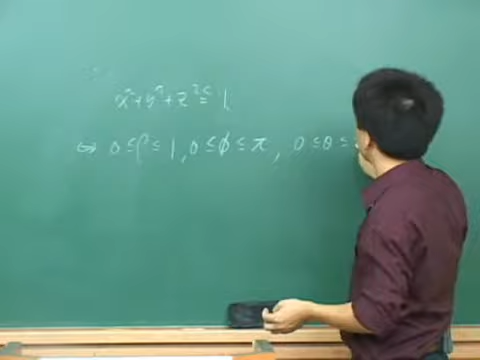 x²+y²+z² ≤ 1
⇔ 0 ≤ ρ ≤ 1, 0 ≤ φ ≤ π, 0 ≤ θ ≤